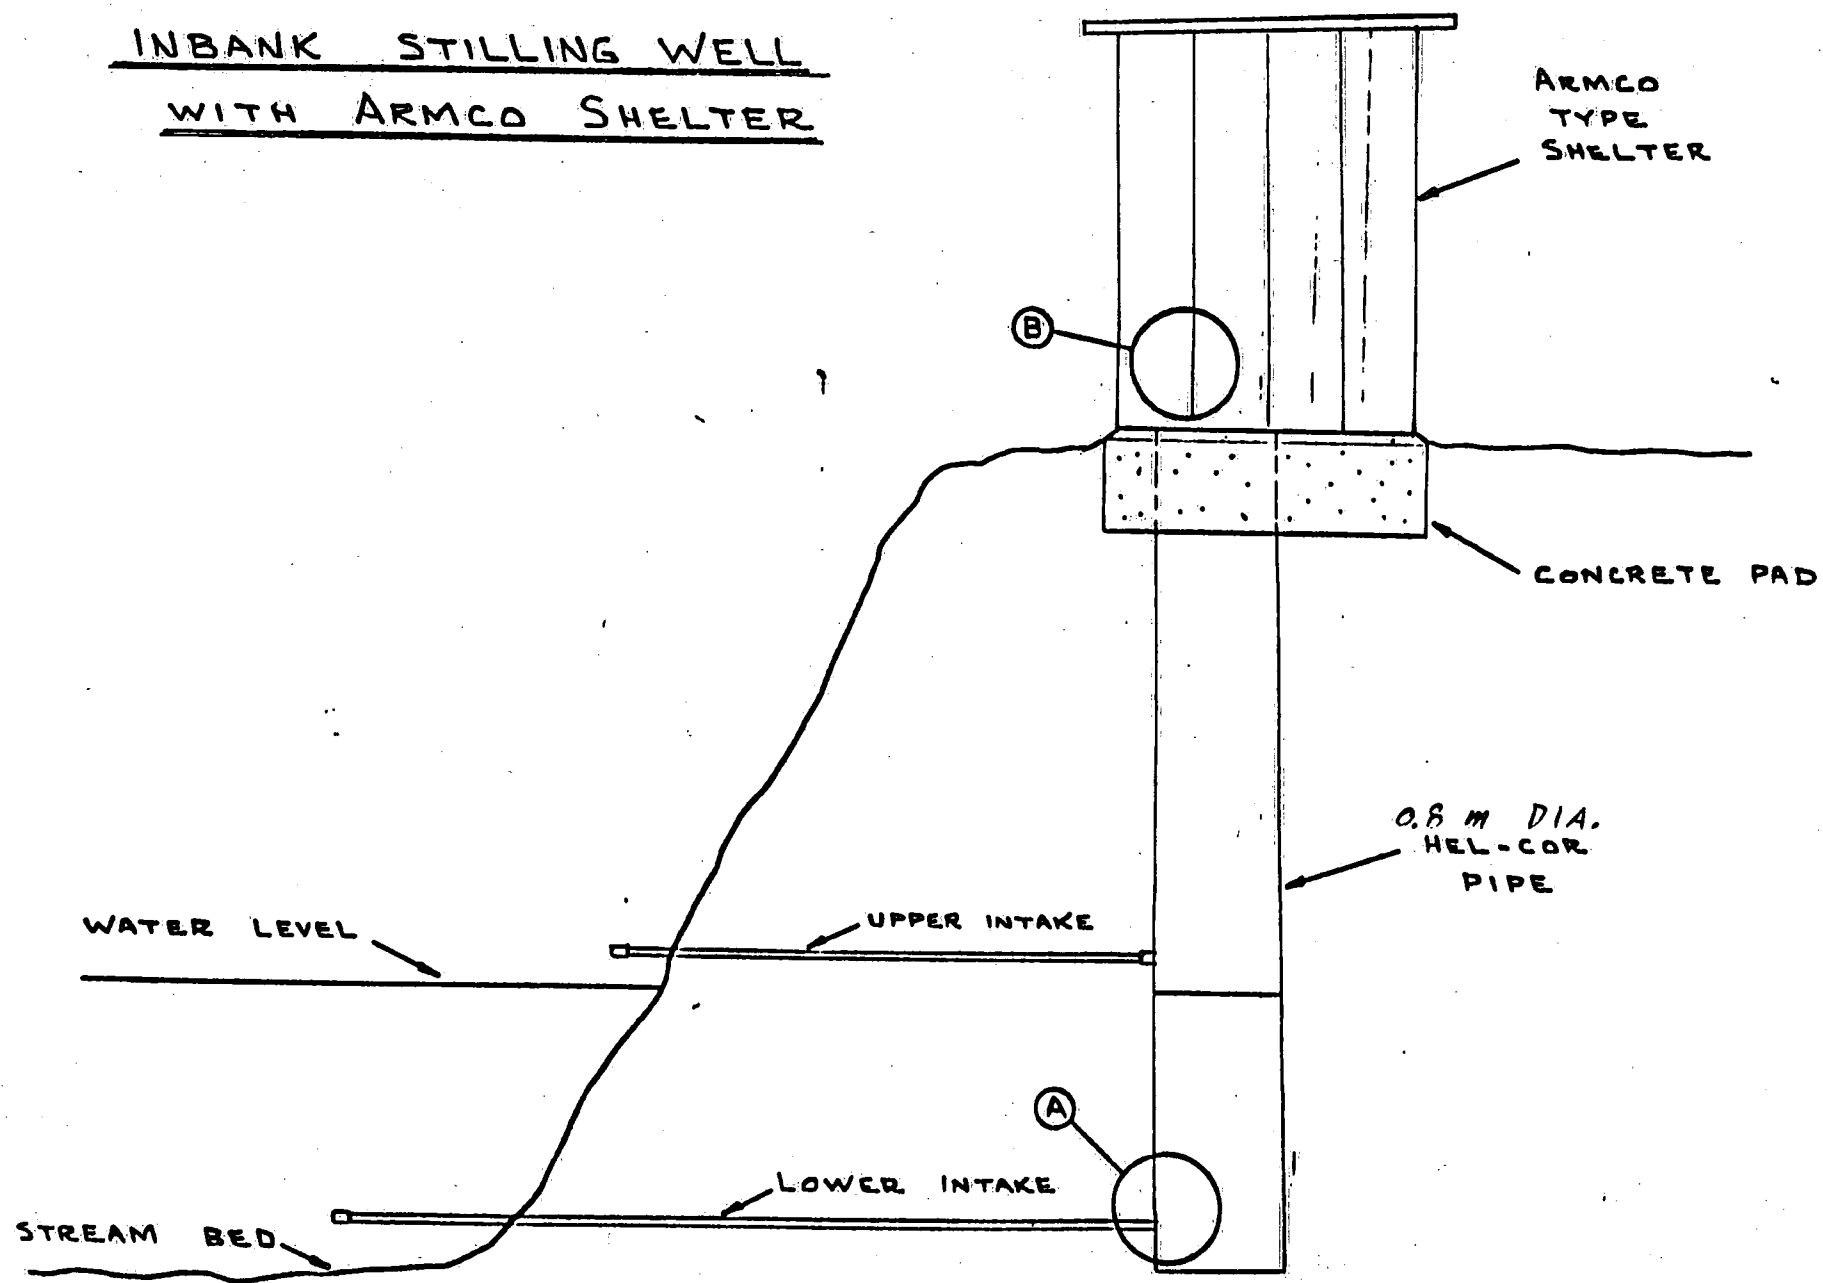 INBANK STILLING WELL
WITH ARMCO SHELTER
ARMCO
TYPE
SHELTER
B
CONCRETE PAD
0.8 m DIA.
HEL-COR
PIPE
WATER LEVEL
UPPER INTAKE
A
LOWER INTAKE
STREAM BED